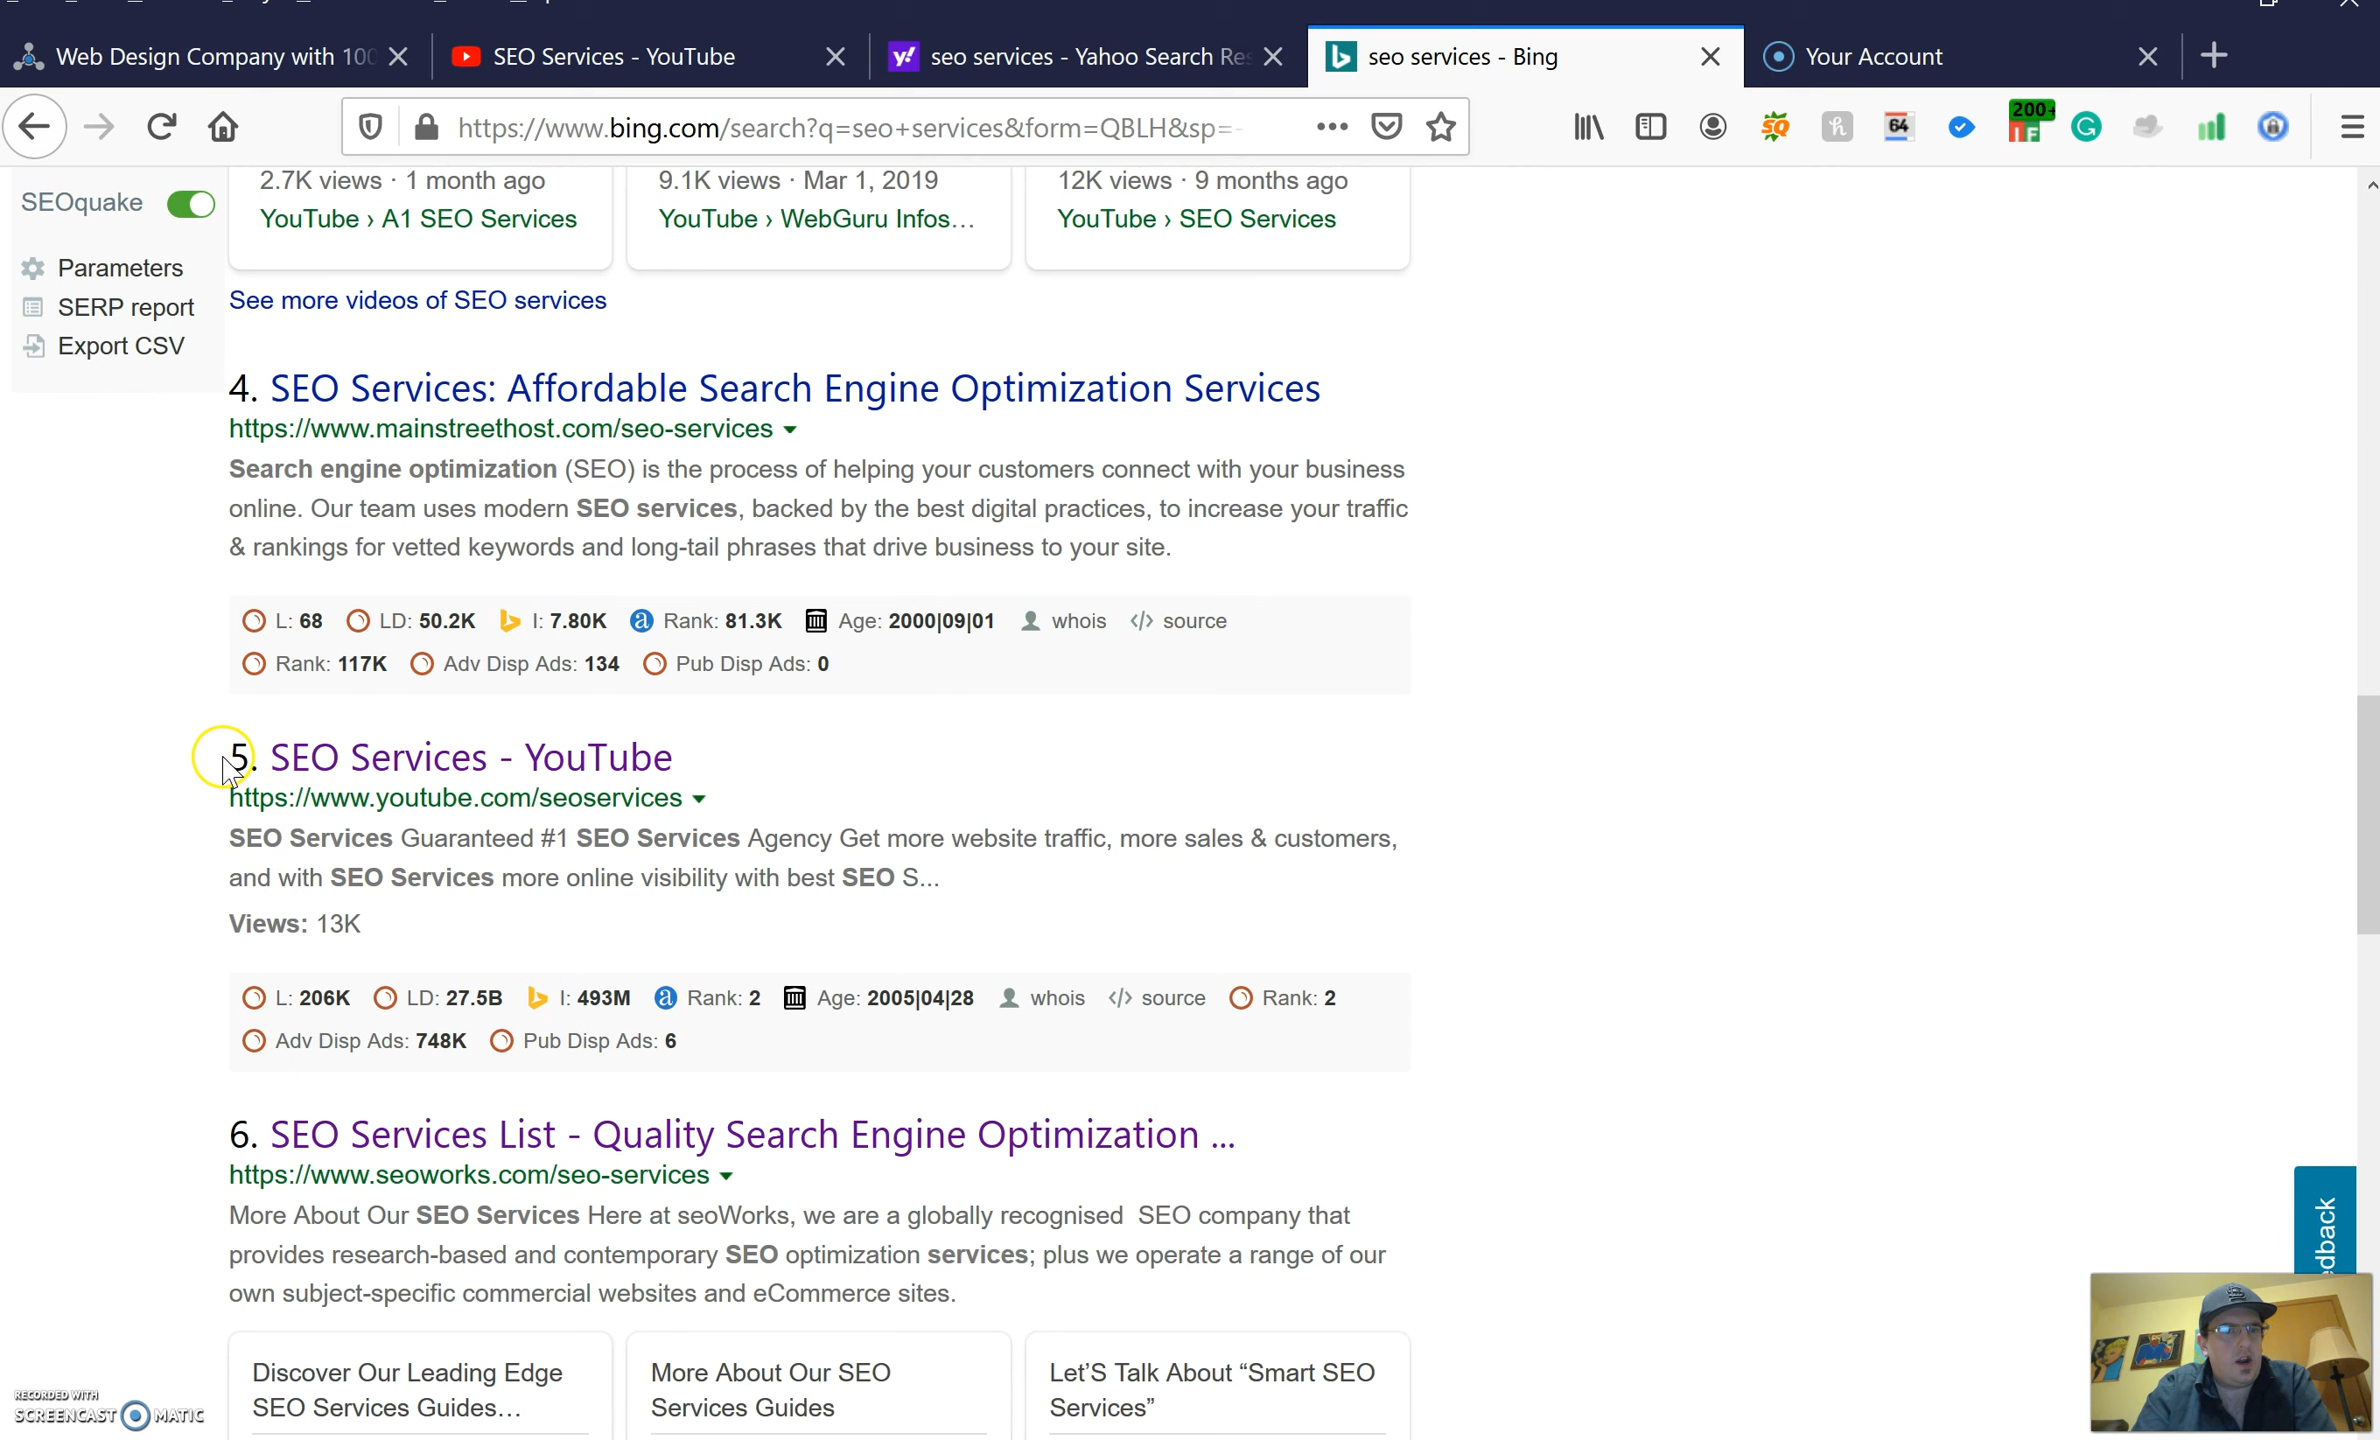 Web Design Company with 100
SEO Services - YouTube
seo services - Yahoo Search Res
seo services - Bing
Your Account
https://www.bing.com/search?q=seo+services&form=QBLH&sp=-
64
200+
SEOquake
Parameters
SERP report
Export CSV
2.7K views · 1 month ago
YouTube › A1 SEO Services
9.1K views · Mar 1, 2019
YouTube › WebGuru Infos...
12K views · 9 months ago
YouTube › SEO Services
See more videos of SEO services
4. SEO Services: Affordable Search Engine Optimization Services
https://www.mainstreethost.com/seo-services
Search engine optimization (SEO) is the process of helping your customers connect with your business
online. Our team uses modern SEO services, backed by the best digital practices, to increase your traffic
& rankings for vetted keywords and long-tail phrases that drive business to your site.
L: 68 LD: 50.2K I: 7.80K Rank: 81.3K Age: 2000|09|01 whois </> source
Rank: 117K Adv Disp Ads: 134 Pub Disp Ads: 0
5. SEO Services - YouTube
https://www.youtube.com/seoservices
SEO Services Guaranteed #1 SEO Services Agency Get more website traffic, more sales & customers,
and with SEO Services more online visibility with best SEO S...
Views: 13K
L: 206K LD: 27.5B I: 493M Rank: 2 Age: 2005|04|28 whois </> source Rank: 2
Adv Disp Ads: 748K Pub Disp Ads: 6
6. SEO Services List - Quality Search Engine Optimization ...
https://www.seoworks.com/seo-services
More About Our SEO Services Here at seoWorks, we are a globally recognised SEO company that
provides research-based and contemporary SEO optimization services; plus we operate a range of our
own subject-specific commercial websites and eCommerce sites.
Discover Our Leading Edge
SEO Services Guides...
More About Our SEO
Services Guides
Let'S Talk About “Smart SEO
Services”
edback
RECORDED WITH
SCREENCAST MATIC